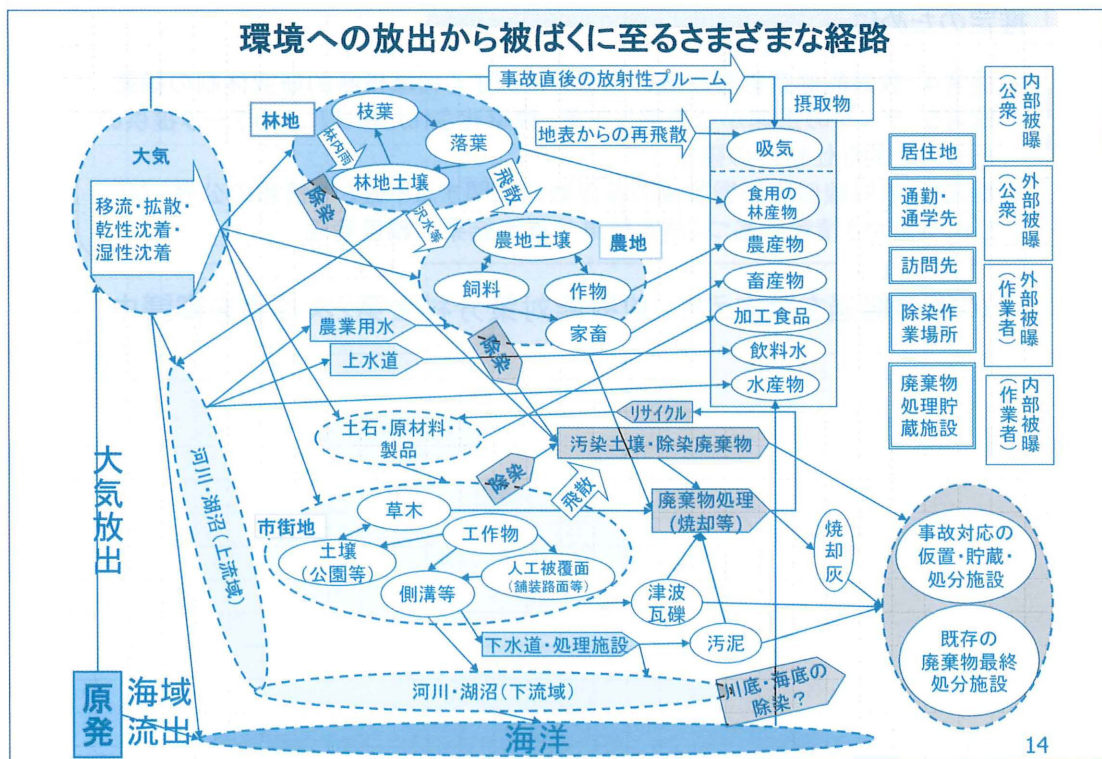 環境への放出から被ばくに至るさまざまな経路
事故直後の放射性プルーム
摂取物
内部被曝
(公衆)
林地
枝葉
落葉
林地土壌
林内雨
地表からの再飛散
吸気
大気
移流・拡散・
乾性沈着・
湿性沈着
除染
沢水等
飛散
食用の
林産物
居住地
通勤・
通学先
外部被曝
(公衆)
農地土壌
農地
飼料
作物
家畜
農産物
畜産物
加工食品
飲料水
水産物
訪問先
除染作
業場所
外部被曝
(作業者)
廃棄物
処理貯
蔵施設
内部被曝
(作業者)
農業用水
上水道
除染
リサイクル
土石・原材料・
製品
汚染土壌・除染廃棄物
除染
飛散
廃棄物処理
(焼却等)
大気放出
河川・湖沼(上流域)
市街地
草木
土壌
(公園等)
工作物
人工被覆面
(舗装路面等)
側溝等
津波
瓦礫
焼却灰
事故対応の
仮置・貯蔵・
処分施設
既存の
廃棄物最終
処分施設
下水道・処理施設
汚泥
河川・湖沼(下流域)
川底・海底の
除染?
原発
海域
流出
海洋
14